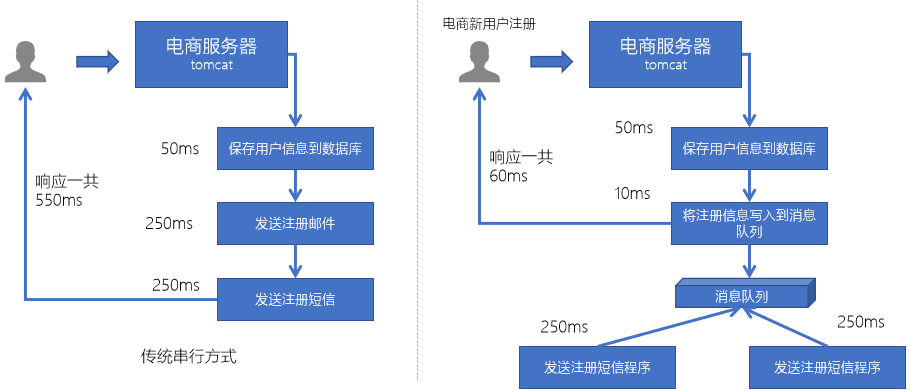 电商服务器
tomcat
50ms
保存用户信息到数据库
响应一共
550ms
250ms
发送注册邮件
250ms
发送注册短信
传统串行方式
电商新用户注册
电商服务器
tomcat
50ms
保存用户信息到数据库
响应一共
60ms
10ms
将注册信息写入到消息
队列
消息队列
250ms
250ms
发送注册短信程序
发送注册短信程序